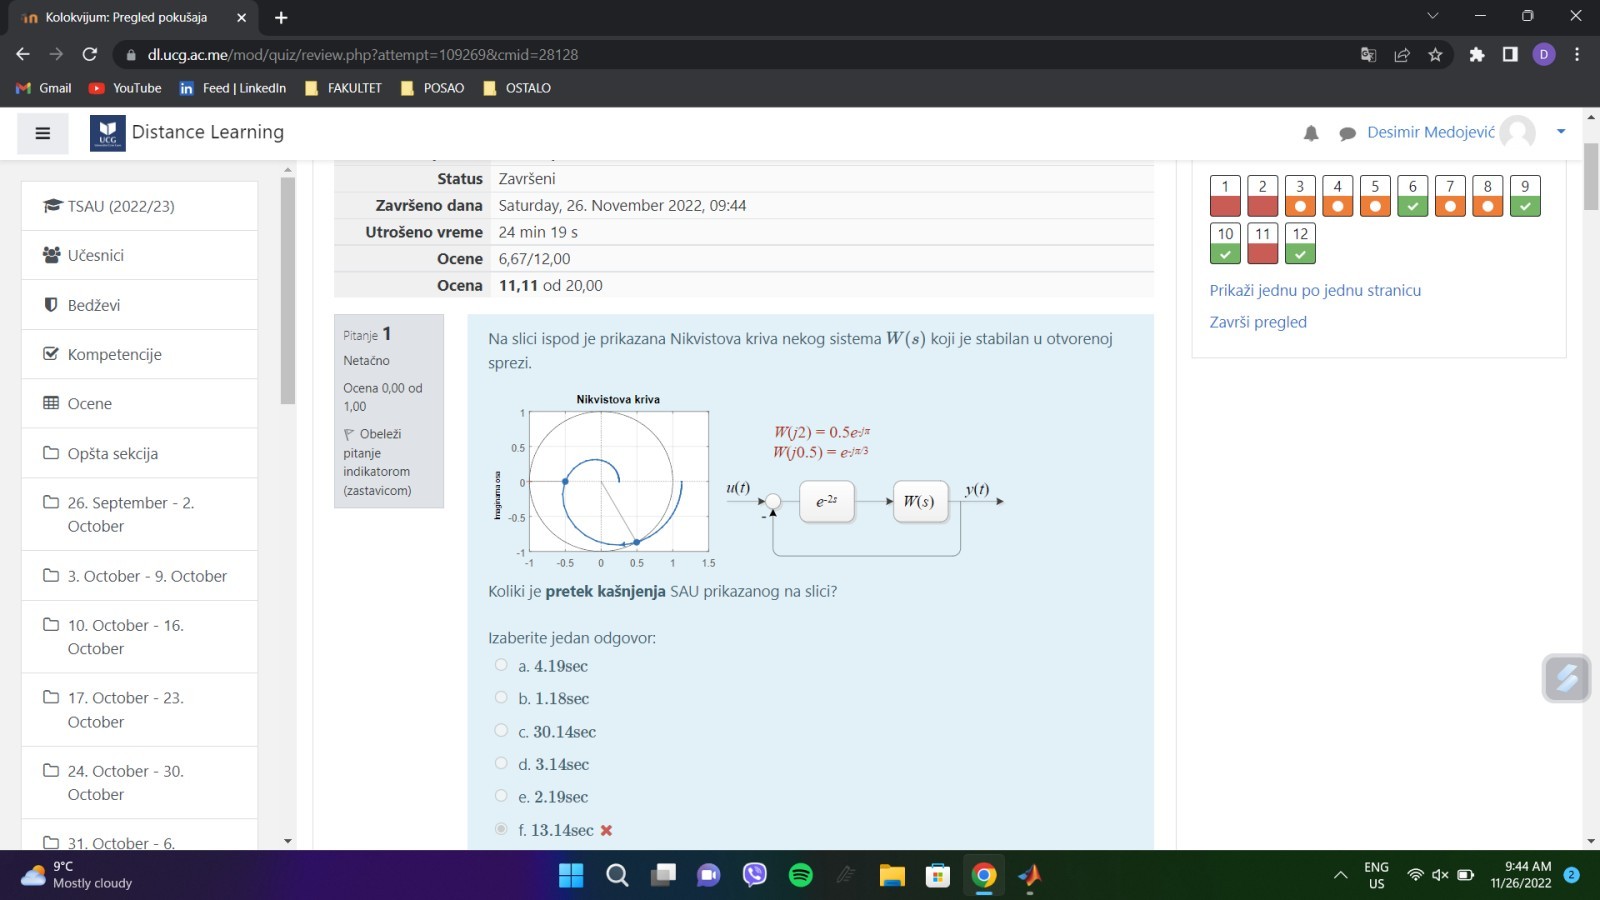 Kolokvijum: Pregled pokušaja
dl.ucg.ac.me/mod/quiz/review.php?attempt=109269&cmid=28128
D
Gmail YouTube Feed | LinkedIn FAKULTET POSAO OSTALO
UCG
Distance Learning
Desimir Medojević
TSAU (2022/23)
Učesnici
Bedževi
Kompetencije
Ocene
Opšta sekcija
26. September - 2.
October
3. October - 9. October
10. October - 16.
October
17. October - 23.
October
24. October - 30.
October
31. October - 6.
Status Završeni
Završeno dana Saturday, 26. November 2022, 09:44
Utrošeno vreme 24 min 19 s
Ocene 6,67/12,00
Ocena 11,11 od 20,00
Pitanje 1
Netačno
Ocena 0,00 od
1,00
Obeleži
pitanje
indikatorom
(zastavicom)
Na slici ispod je prikazana Nikvistova kriva nekog sistema W(s) koji je stabilan u otvorenoj
sprezi.
Nikvistova kriva
Imaginarna osa
1
0.5
0
-0.5
-1
-1 -0.5 0 0.5 1 1.5
W(j2) = 0.5e-jπ
W(j0.5) = e-jπ/3
u(t)
-
e-2s
W(s)
y(t)
Koliki je pretek kašnjenja SAU prikazanog na slici?
Izaberite jedan odgovor:
a. 4.19sec
b. 1.18sec
c. 30.14sec
d. 3.14sec
e. 2.19sec
f. 13.14sec
1 2 3 4 5 6 7 8 9
10 11 12
Prikaži jednu po jednu stranicu
Završi pregled
9°C
Mostly cloudy
ENG
US
9:44 AM
11/26/2022
2